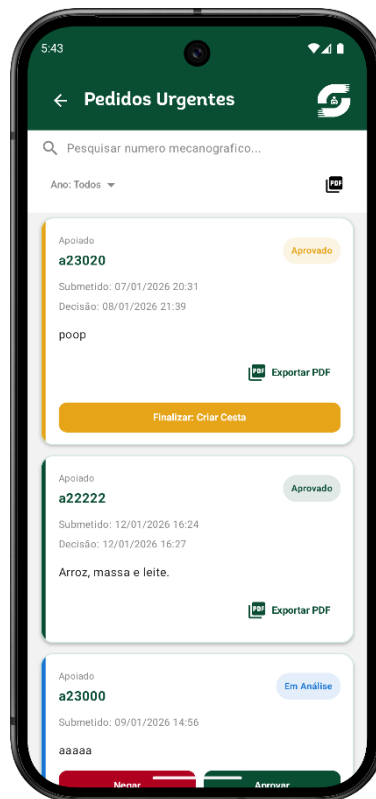 5:43
Pedidos Urgentes
Pesquisar numero mecanografico...
Ano: Todos
PDF
Apoiado
a23020
Aprovado
Submetido: 07/01/2026 20:31
Decisão: 08/01/2026 21:39
poop
PDF Exportar PDF
Finalizar: Criar Cesta
Apoiado
a22222
Aprovado
Submetido: 12/01/2026 16:24
Decisão: 12/01/2026 16:27
Arroz, massa e leite.
PDF Exportar PDF
Apoiado
a23000
Em Análise
Submetido: 09/01/2026 14:56
aaaaa
Negar
Aprovar